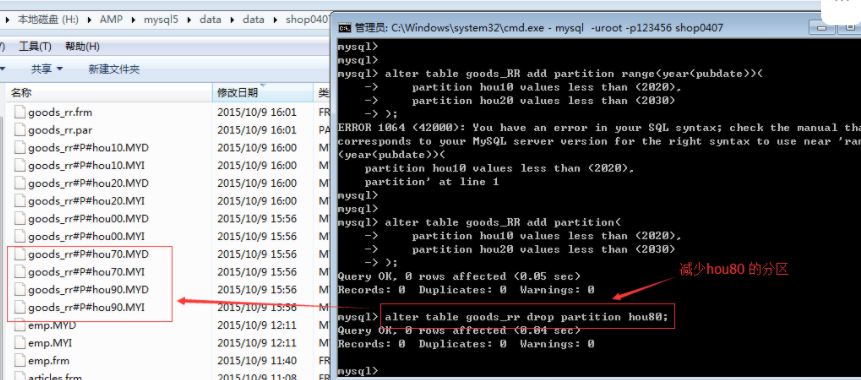 本地磁盘 (H:) ▸ AMP ▸ mysql5 ▸ data ▸ data ▸ shop0407
工具(T) 帮助(H)
共享 新建文件夹
名称 修改日期
goods_rr.frm 2015/10/9 16:01 FR
goods_rr.par 2015/10/9 16:01 PA
goods_rr#P#hou10.MYD 2015/10/9 16:00 M
goods_rr#P#hou10.MYI 2015/10/9 16:00 M
goods_rr#P#hou20.MYD 2015/10/9 16:00 M
goods_rr#P#hou20.MYI 2015/10/9 16:00 M
goods_rr#P#hou00.MYD 2015/10/9 15:56 M
goods_rr#P#hou00.MYI 2015/10/9 15:56 M
goods_rr#P#hou70.MYD 2015/10/9 15:56 M
goods_rr#P#hou70.MYI 2015/10/9 15:56 M
goods_rr#P#hou90.MYD 2015/10/9 15:56 M
goods_rr#P#hou90.MYI 2015/10/9 15:56 M
emp.MYD 2015/10/9 12:11 M
emp.MYI 2015/10/9 12:11 M
emp.frm 2015/10/9 11:40 FR
articles.frm 2015/10/9 11:08 FR
管理员: C:\Windows\system32\cmd.exe - mysql -uroot -p123456 shop0407
mysql>
mysql>
mysql> alter table goods_RR add partition range(year(pubdate))(
-> partition hou10 values less than (2020),
-> partition hou20 values less than (2030)
-> );
ERROR 1064 (42000): You have an error in your SQL syntax; check the manual tha
corresponds to your MySQL server version for the right syntax to use near 'ran
(year(pubdate))(
partition hou10 values less than (2020),
partition' at line 1
mysql>
mysql>
mysql> alter table goods_RR add partition(
-> partition hou10 values less than (2020),
-> partition hou20 values less than (2030)
-> );
Query OK, 0 rows affected (0.05 sec)
Records: 0 Duplicates: 0 Warnings: 0
减少hou80 的分区
mysql> alter table goods_rr drop partition hou80;
Query OK, 0 rows affected (0.04 sec)
Records: 0 Duplicates: 0 Warnings: 0
mysql>